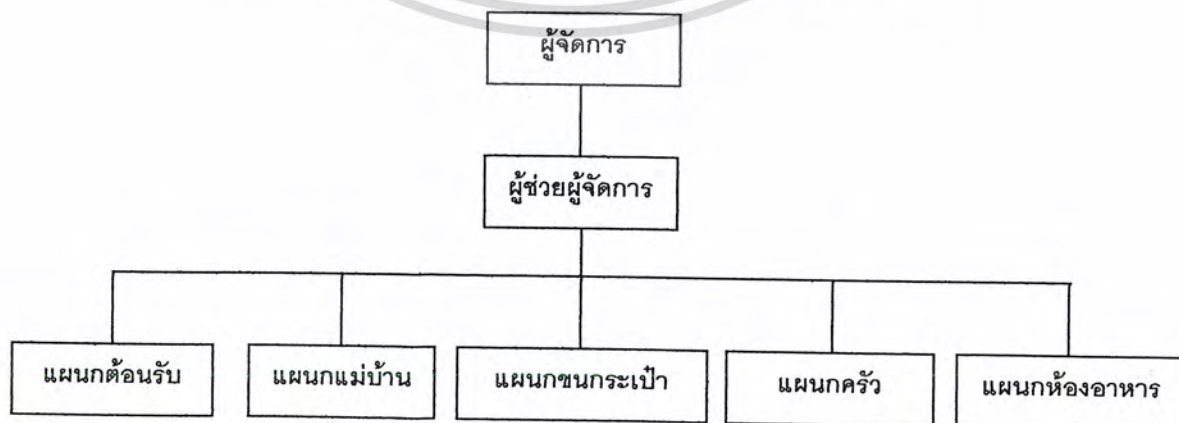 ผู้จัดการ
ผู้ช่วยผู้จัดการ
แผนกต้อนรับ
แผนกแม่บ้าน
แผนกขนกระเป๋า
แผนกครัว
แผนกห้องอาหาร